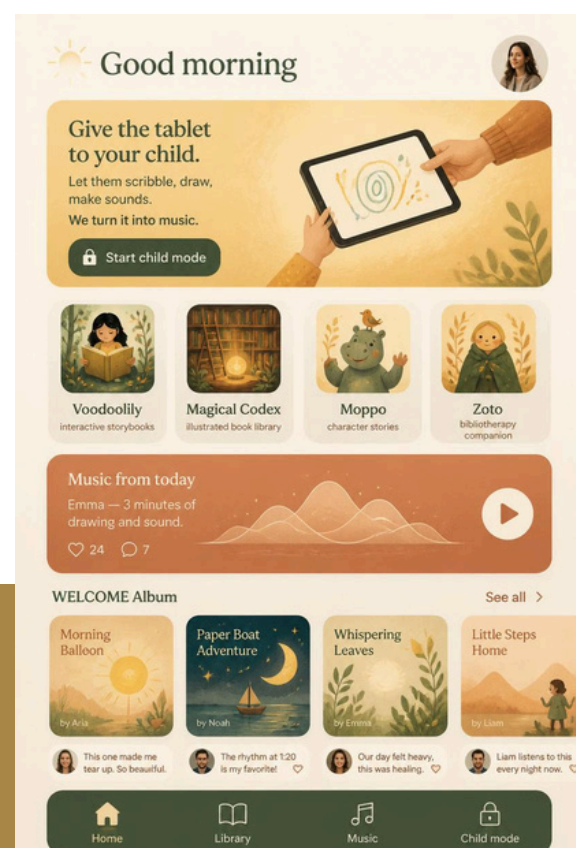 Good morning
Give the tablet
to your child.
Let them scribble, draw,
make sounds.
We turn it into music.
Start child mode
Voodoolily
interactive storybooks
Magical Codex
illustrated book library
Moppo
character stories
Zoto
bibliotherapy
companion
Music from today
Emma — 3 minutes of
drawing and sound.
24
7
WELCOME Album
See all
Morning
Balloon
by Aria
Paper Boat
Adventure
by Noah
Whispering
Leaves
by Emma
Little Steps
Home
by Liam
This one made me
tear up. So beautiful.
The rhythm at 1:20
is my favorite!
Our day felt heavy,
this was healing.
Liam listens to this
every night now.
Home
Library
Music
Child mode